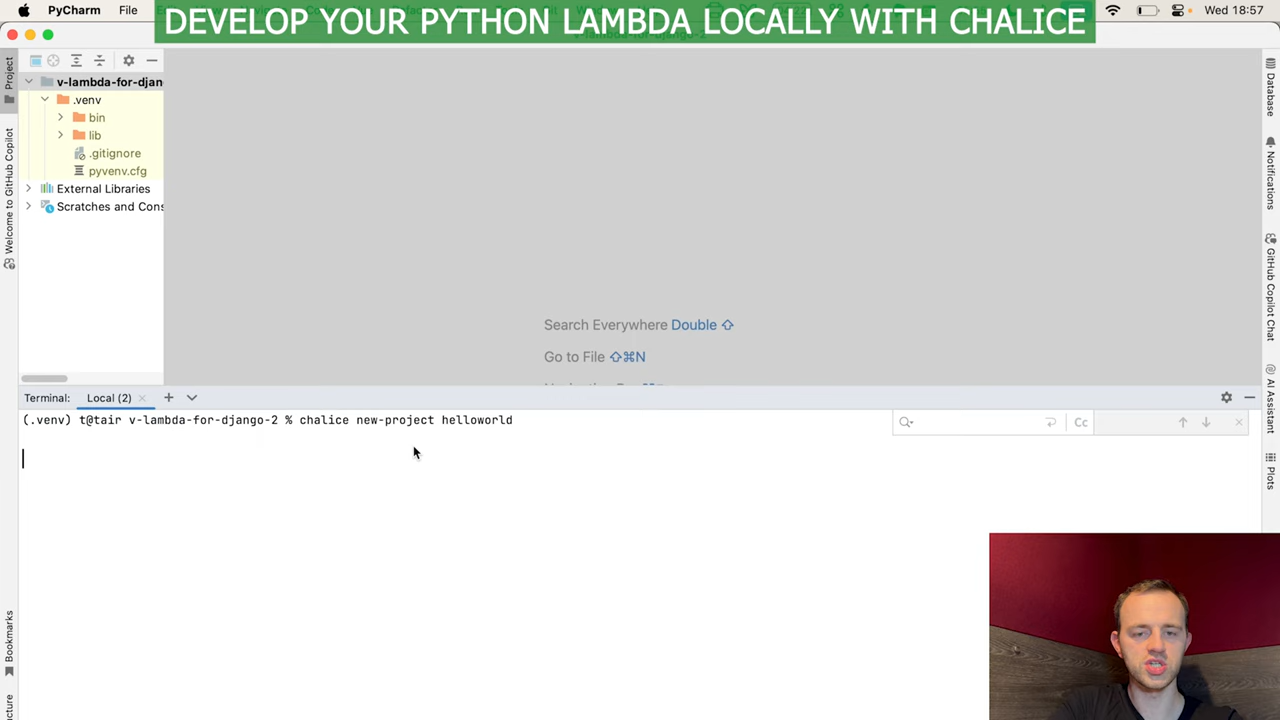 PyCharm File
Wed 18:57
DEVELOP YOUR PYTHON LAMBDA LOCALLY WITH CHALICE
Project
v-lambda-for-djan
.venv
bin
lib
.gitignore
pyvenv.cfg
External Libraries
Scratches and Cons
Welcome to GitHub Copilot
Search Everywhere Double ⇧
Go to File ⇧⌘N
Database
Notifications
GitHub Copilot Chat
AI Assistant
Plots
Terminal: Local (2)
(.venv) t@tair v-lambda-for-django-2 % chalice new-project helloworld
Cc
Bookmarks